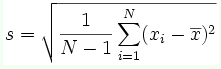 s = \sqrt{\frac{1}{N-1} \sum_{i=1}^{N} (x_i - \overline{x})^2}